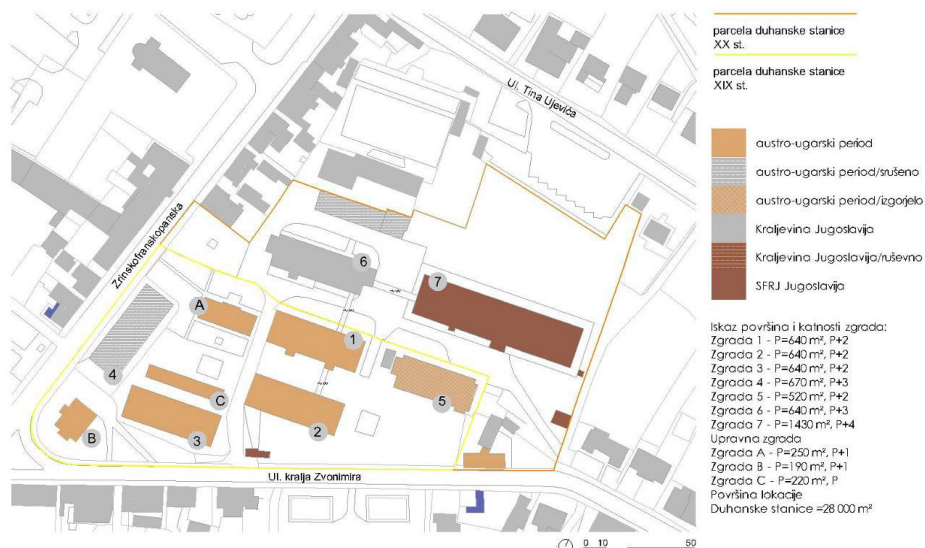 parcela duhanske stanice
XX st.
parcela duhanske stanice
XIX st.
austro-ugarski period
austro-ugarski period/srušeno
austro-ugarski period/izgorjelo
Kraljevina Jugoslavija
Kraljevina Jugoslavija/ruševno
SFRJ Jugoslavija
Iskaz površina i katnosti zgrada:
Zgrada 1 - P=640 m², P+2
Zgrada 2 - P=640 m², P+2
Zgrada 3 - P=640 m², P+2
Zgrada 4 - P=670 m², P+3
Zgrada 5 - P=520 m², P+2
Zgrada 6 - P=640 m², P+3
Zgrada 7 - P=1430 m², P+4
Upravna zgrada
Zgrada A - P=250 m², P+1
Zgrada B - P=190 m², P+1
Zgrada C - P=220 m², P
Površina lokacije
Duhanske stanice =28 000 m²
Ul. Tina Ujevića
Zrinskofranskopanska
6
7
A
1
4
C
5
B
3
2
Ul. kralja Zvonimira
0 10 50